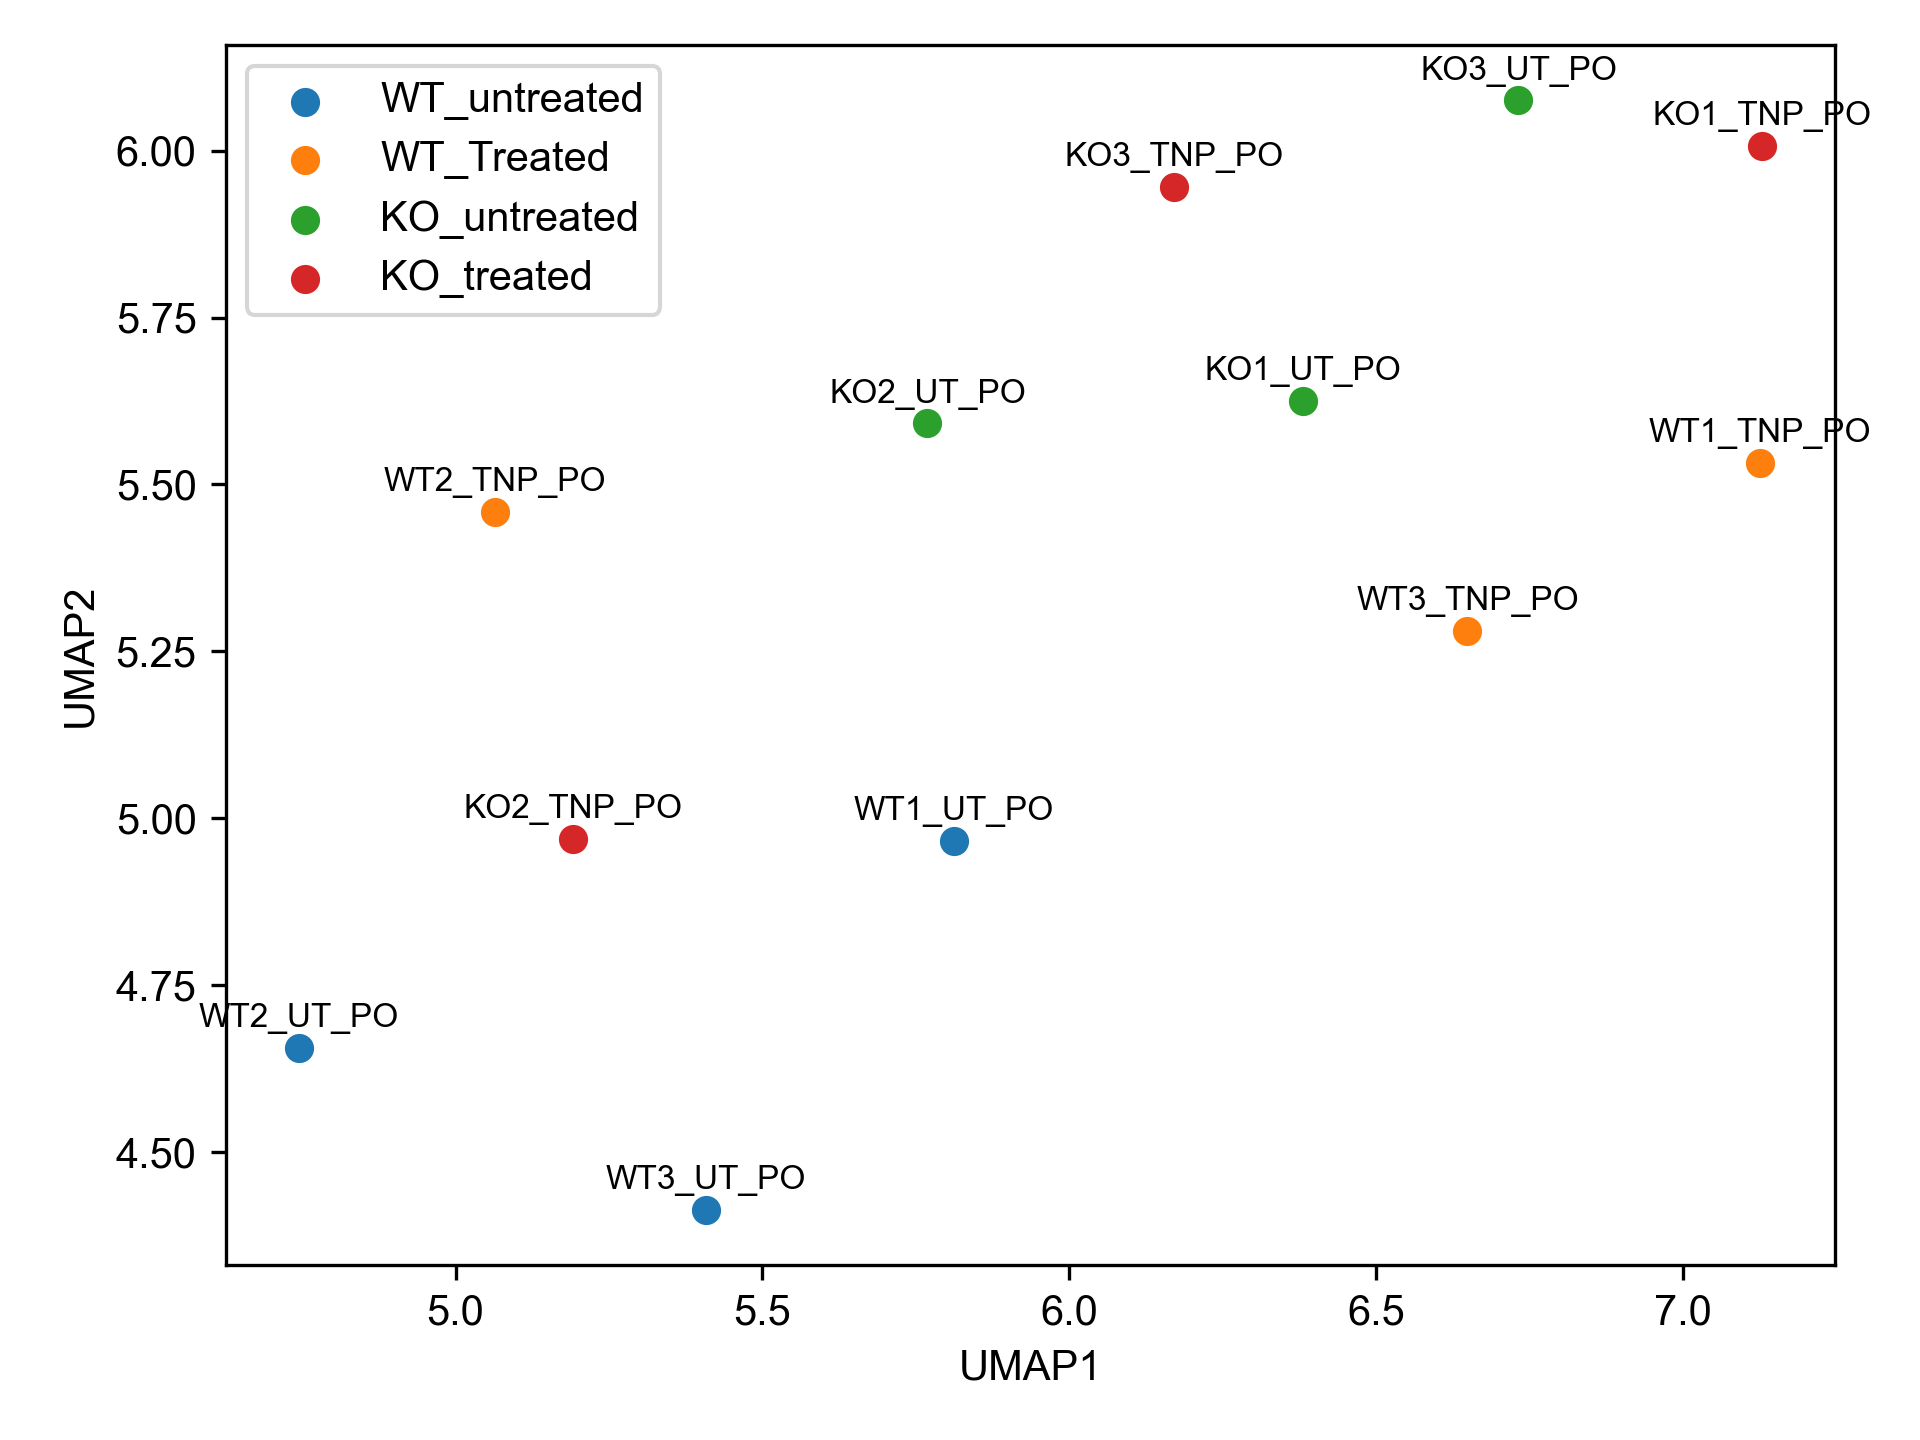 WT_untreated
WT_Treated
KO_untreated
KO_treated
KO3_UT_PO
KO1_TNP_PO
KO3_TNP_PO
KO1_UT_PO
KO2_UT_PO
WT1_TNP_PO
WT2_TNP_PO
WT3_TNP_PO
KO2_TNP_PO
WT1_UT_PO
WT2_UT_PO
WT3_UT_PO
6.00
5.75
5.50
5.25
5.00
4.75
4.50
UMAP2
5.0 5.5 6.0 6.5 7.0
UMAP1